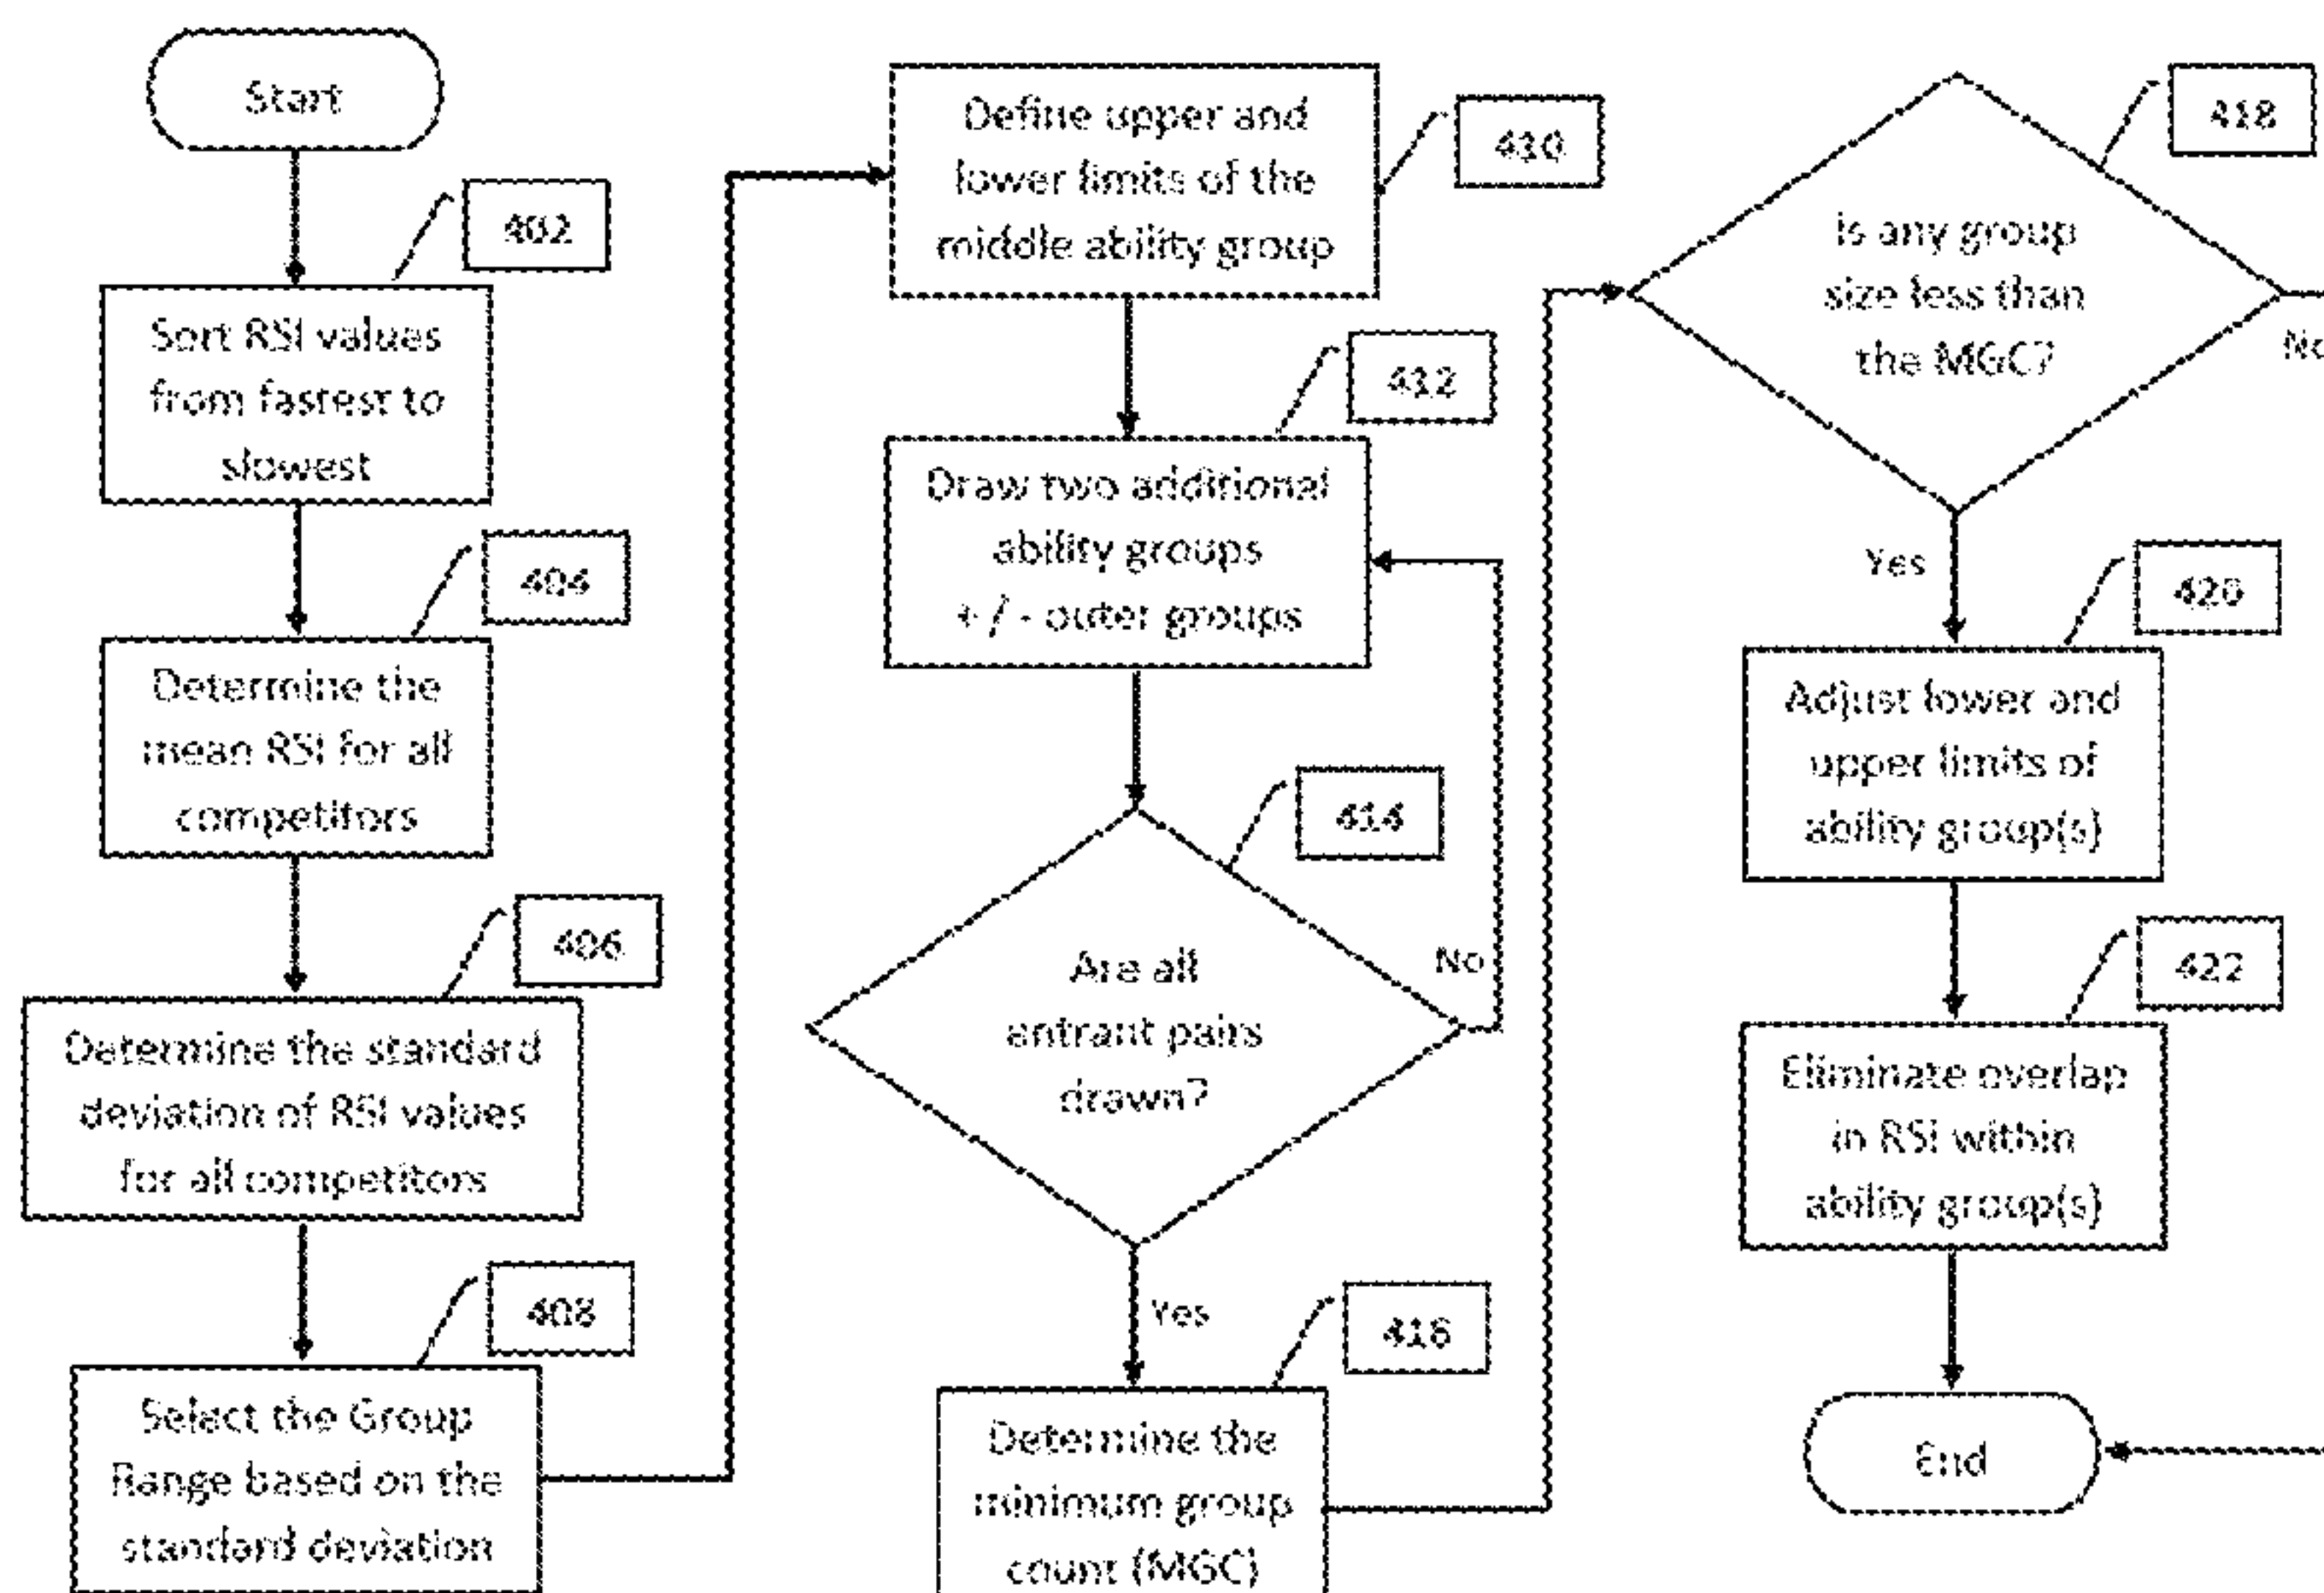 Start
402
Sort RSI values
from fastest to
slowest
404
Determine the
mean RSI for all
competitors
406
Determine the standard
deviation of RSI values
for all competitors
408
Select the Group
Range based on the
standard deviation
Define upper and
lower limits of the
middle ability group
410
412
Draw two additional
ability groups
+ / - outer groups
414
Are all
entrant pairs
drawn?
No
Yes
416
Determine the
minimum group
count (MGC)
418
Is any group
size less than
the MGC?
No
Yes
420
Adjust lower and
upper limits of
ability group(s)
422
Eliminate overlap
in RSI within
ability group(s)
End